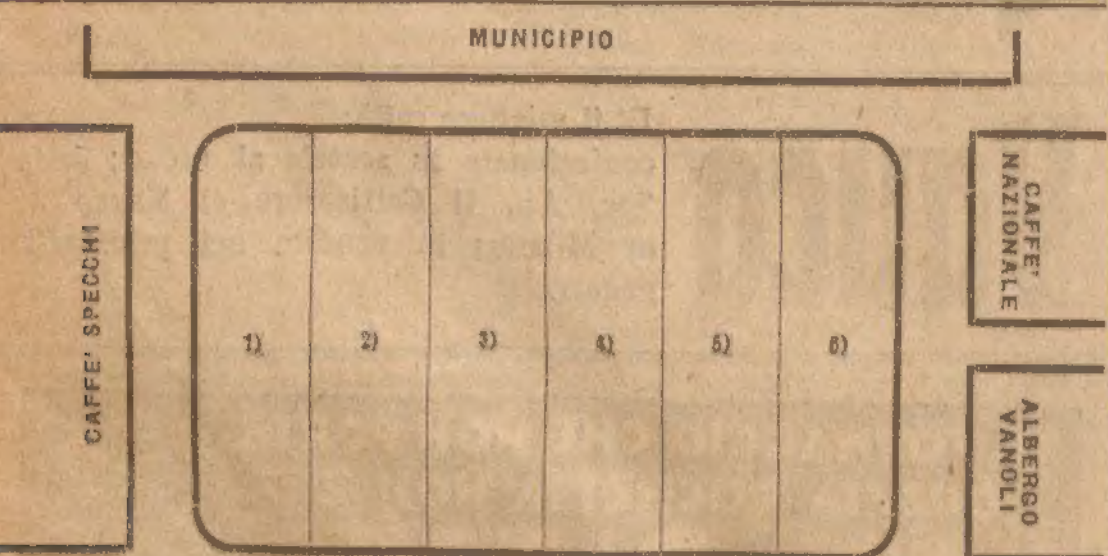 MUNICIPIO
CAFFE' SPECCHI
1) 2) 3) 4) 5) 6)
CAFFE'
NAZIONALE
ALBERGO
VANOLI